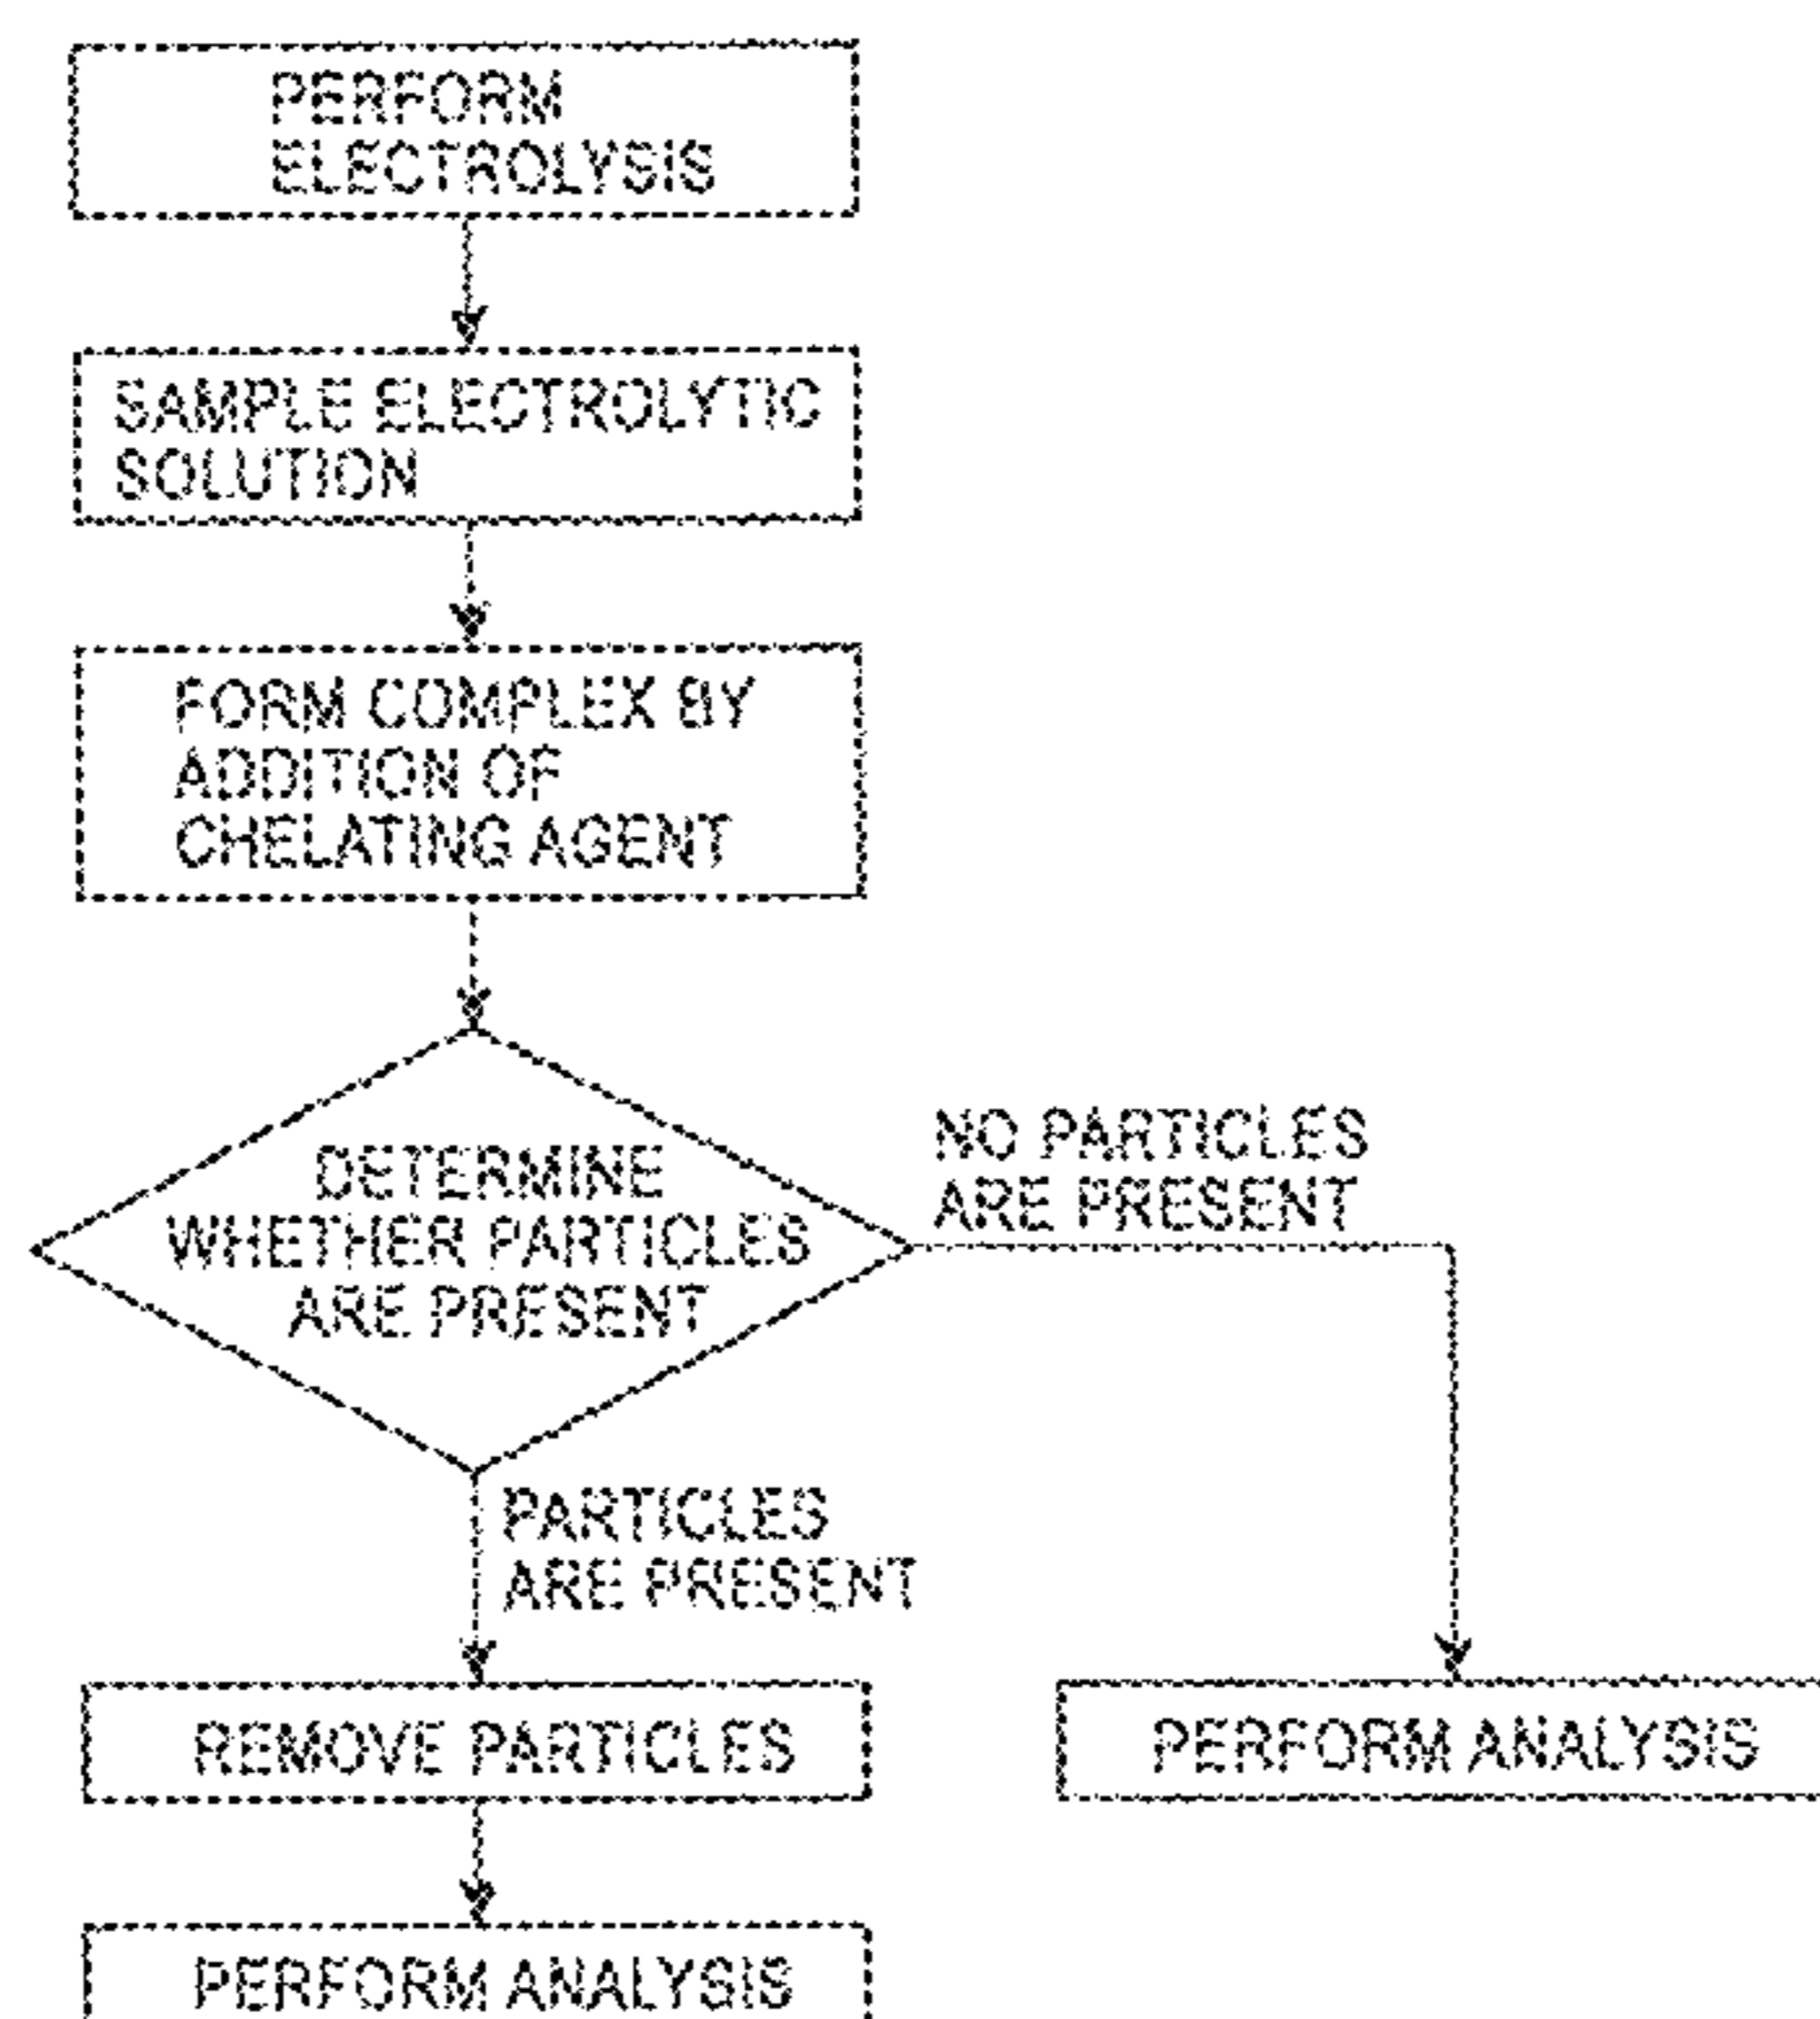 PERFORM
ELECTROLYSIS
SAMPLE ELECTROLYTIC
SOLUTION
FORM COMPLEX BY
ADDITION OF
CHELATING AGENT
DETERMINE
WHETHER PARTICLES
ARE PRESENT
NO PARTICLES
ARE PRESENT
PARTICLES
ARE PRESENT
REMOVE PARTICLES
PERFORM ANALYSIS
PERFORM ANALYSIS